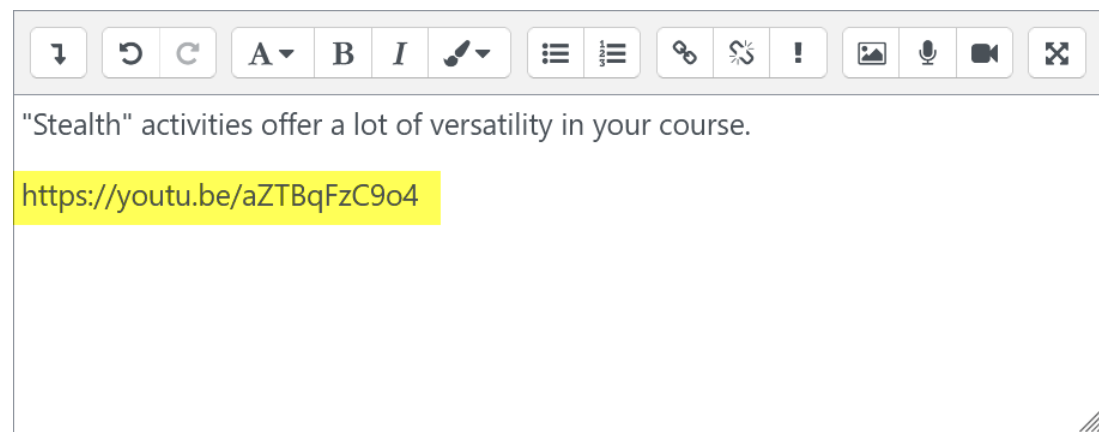 "Stealth" activities offer a lot of versatility in your course.
https://youtu.be/aZTBqFzC9o4